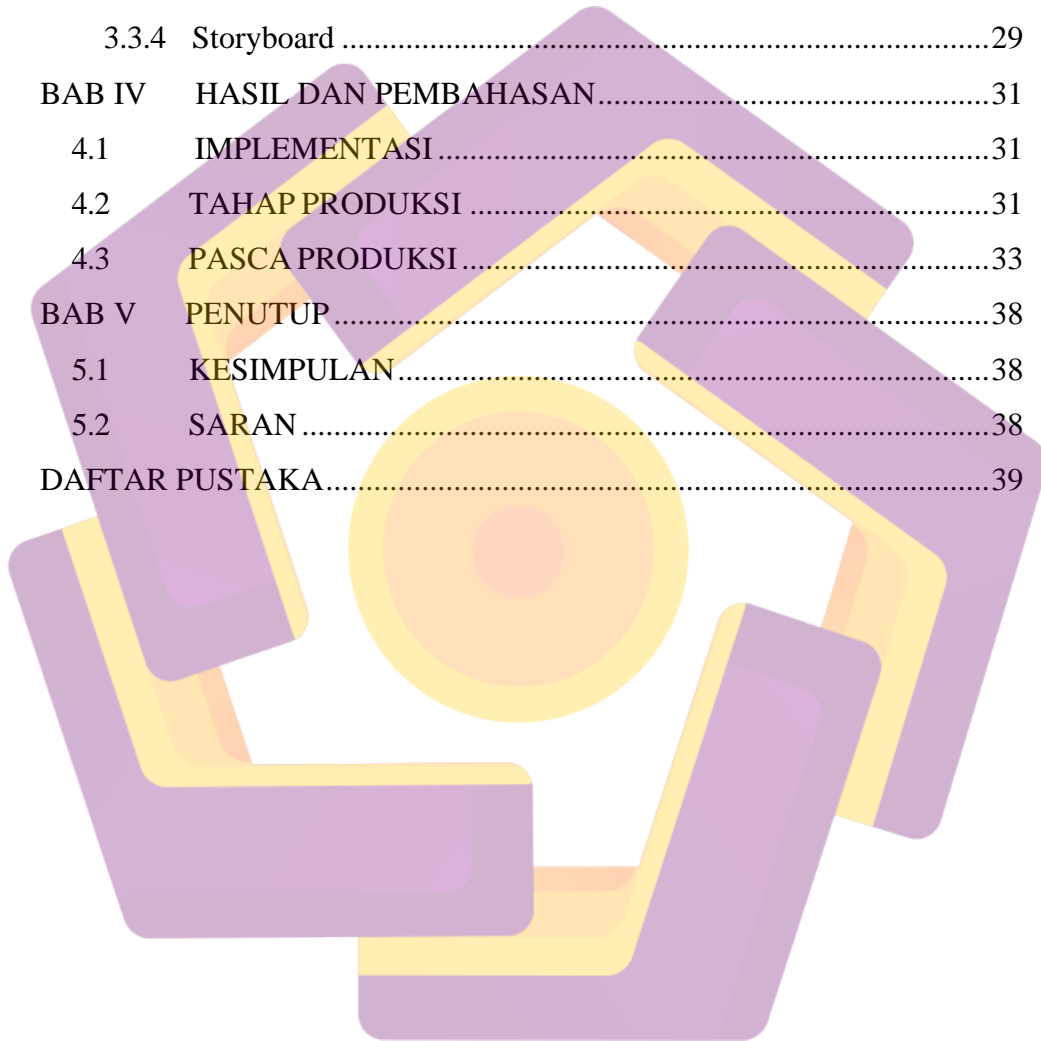 3.3.4 Storyboard ............................................................................................................29
BAB IV HASIL DAN PEMBAHASAN.................................................................31
4.1 IMPLEMENTASI............................................................................................31
4.2 TAHAP PRODUKSI ......................................................................................31
4.3 PASCA PRODUKSI........................................................................................33
BAB V PENUTUP..............................................................................................................38
5.1 KESIMPULAN...................................................................................................38
5.2 SARAN ...................................................................................................................38
DAFTAR PUSTAKA...............................................................................................................39